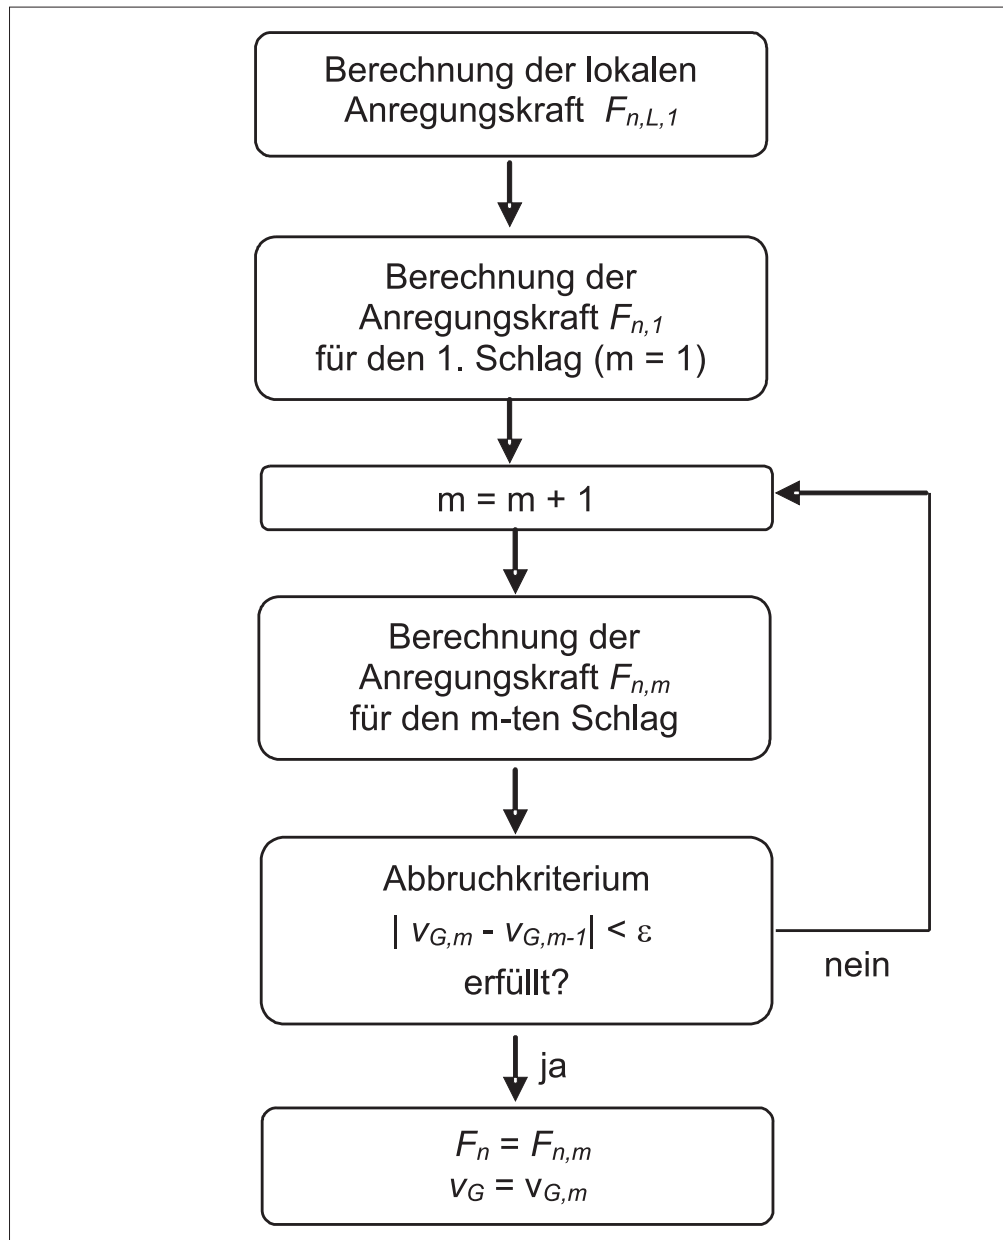 Berechnung der lokalen
Anregungskraft F_{n,L,1}
Berechnung der
Anregungskraft F_{n,1}
für den 1. Schlag (m = 1)
m = m + 1
Berechnung der
Anregungskraft F_{n,m}
für den m-ten Schlag
Abbruchkriterium
| v_{G,m} - v_{G,m-1}| < ε
erfüllt?
nein
ja
F_n = F_{n,m}
v_G = v_{G,m}